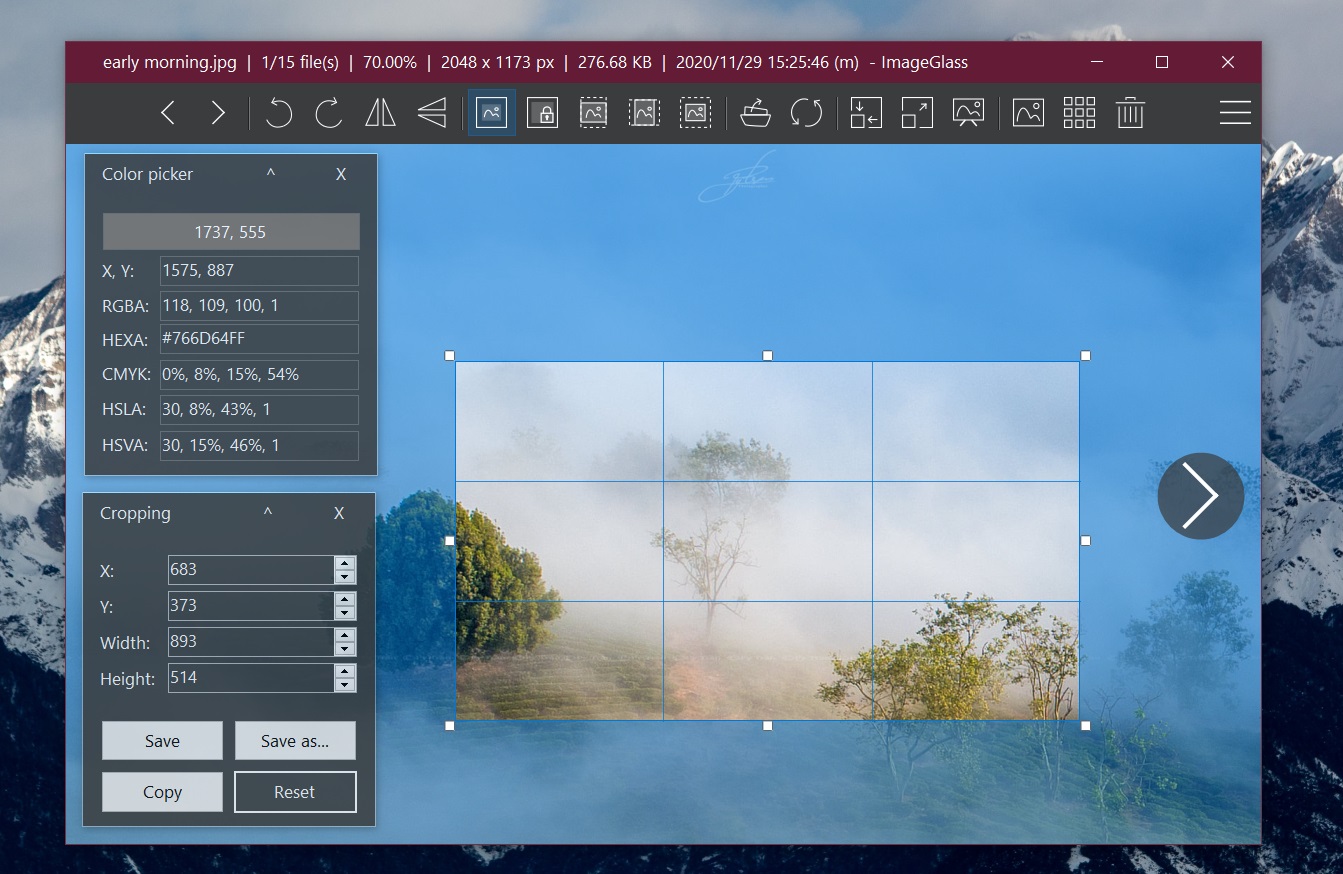 early morning.jpg | 1/15 file(s) | 70.00% | 2048 x 1173 px | 276.68 KB | 2020/11/29 15:25:46 (m) - ImageGlass
Color picker ^ X
1737, 555
X, Y: 1575, 887
RGBA: 118, 109, 100, 1
HEXA: #766D64FF
CMYK: 0%, 8%, 15%, 54%
HSLA: 30, 8%, 43%, 1
HSVA: 30, 15%, 46%, 1
Cropping ^ X
X: 683
Y: 373
Width: 893
Height: 514
Save Save as...
Copy Reset